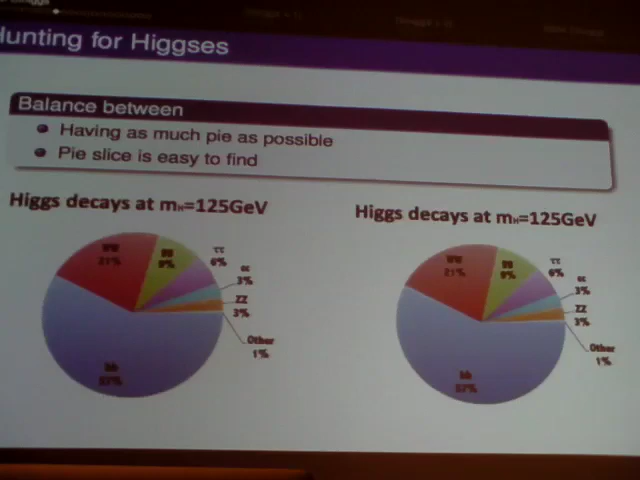 Hunting for Higgses
Balance between
Having as much pie as possible
Pie slice is easy to find
Higgs decays at mH=125GeV
WW
21%
gg
9%
ττ
6%
cc
3%
ZZ
3%
Other
1%
bb
57%
Higgs decays at mH=125GeV
WW
21%
gg
9%
ττ
6%
cc
3%
ZZ
3%
Other
1%
bb
57%